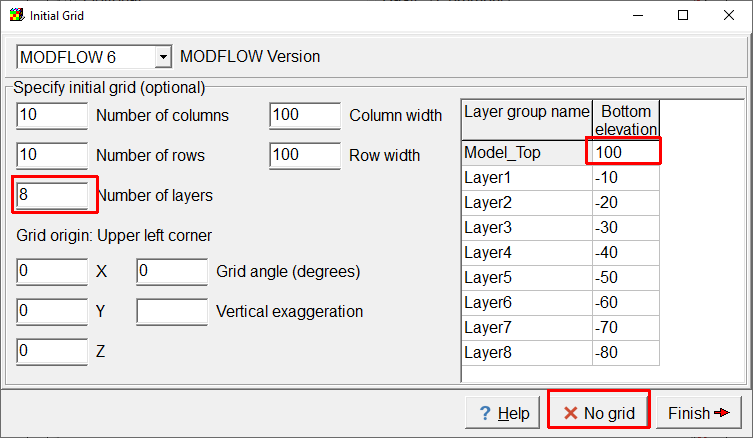 Initial Grid
MODFLOW 6 MODFLOW Version
Specify initial grid (optional)
10 Number of columns 100 Column width
10 Number of rows 100 Row width
8 Number of layers
Grid origin: Upper left corner
0 X 0 Grid angle (degrees)
0 Y Vertical exaggeration
0 Z
Layer group name Bottom
elevation
Model_Top 100
Layer1 -10
Layer2 -20
Layer3 -30
Layer4 -40
Layer5 -50
Layer6 -60
Layer7 -70
Layer8 -80
? Help No grid Finish